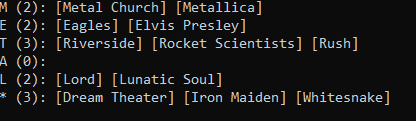 M (2): [Metal Church] [Metallica]
E (2): [Eagles] [Elvis Presley]
T (3): [Riverside] [Rocket Scientists] [Rush]
A (0):
L (2): [Lord] [Lunatic Soul]
* (3): [Dream Theater] [Iron Maiden] [Whitesnake]